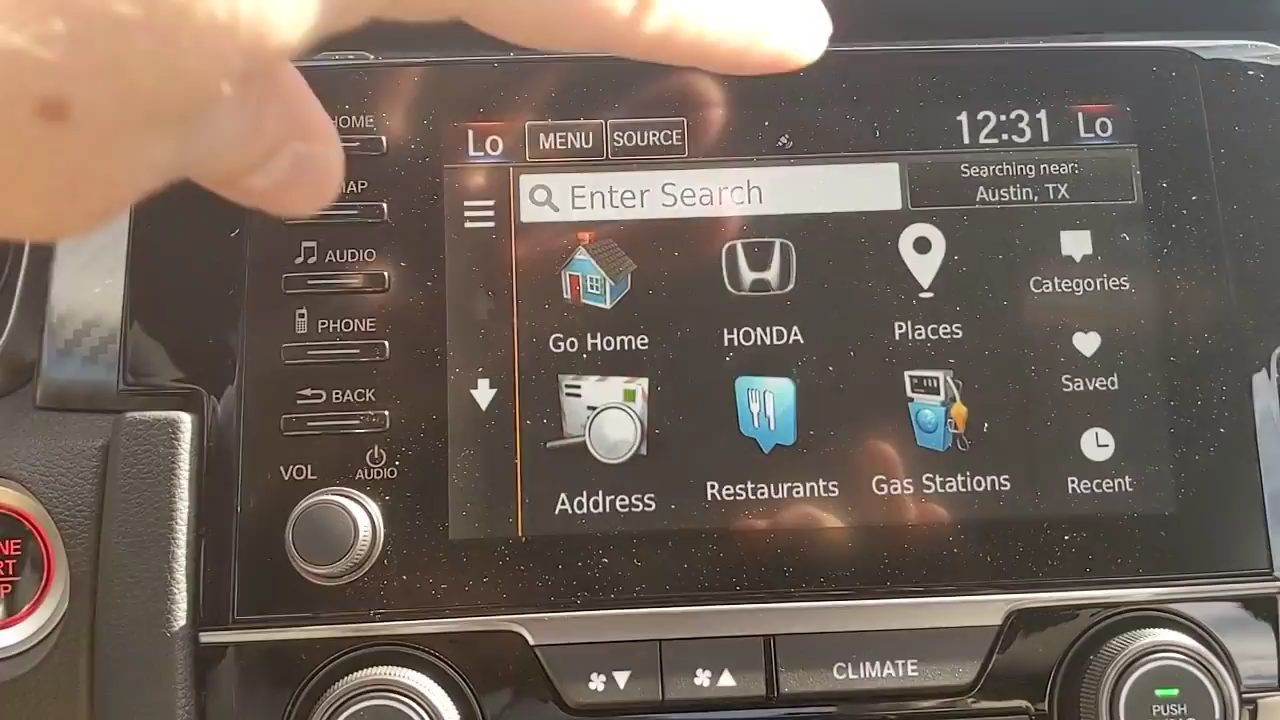 HOME
MAP
AUDIO
PHONE
BACK
VOL
AUDIO
Lo
MENU
SOURCE
12:31
Lo
Enter Search
Searching near:
Austin, TX
Go Home
HONDA
Places
Categories
Saved
Address
Restaurants
Gas Stations
Recent
CLIMATE
PUSH